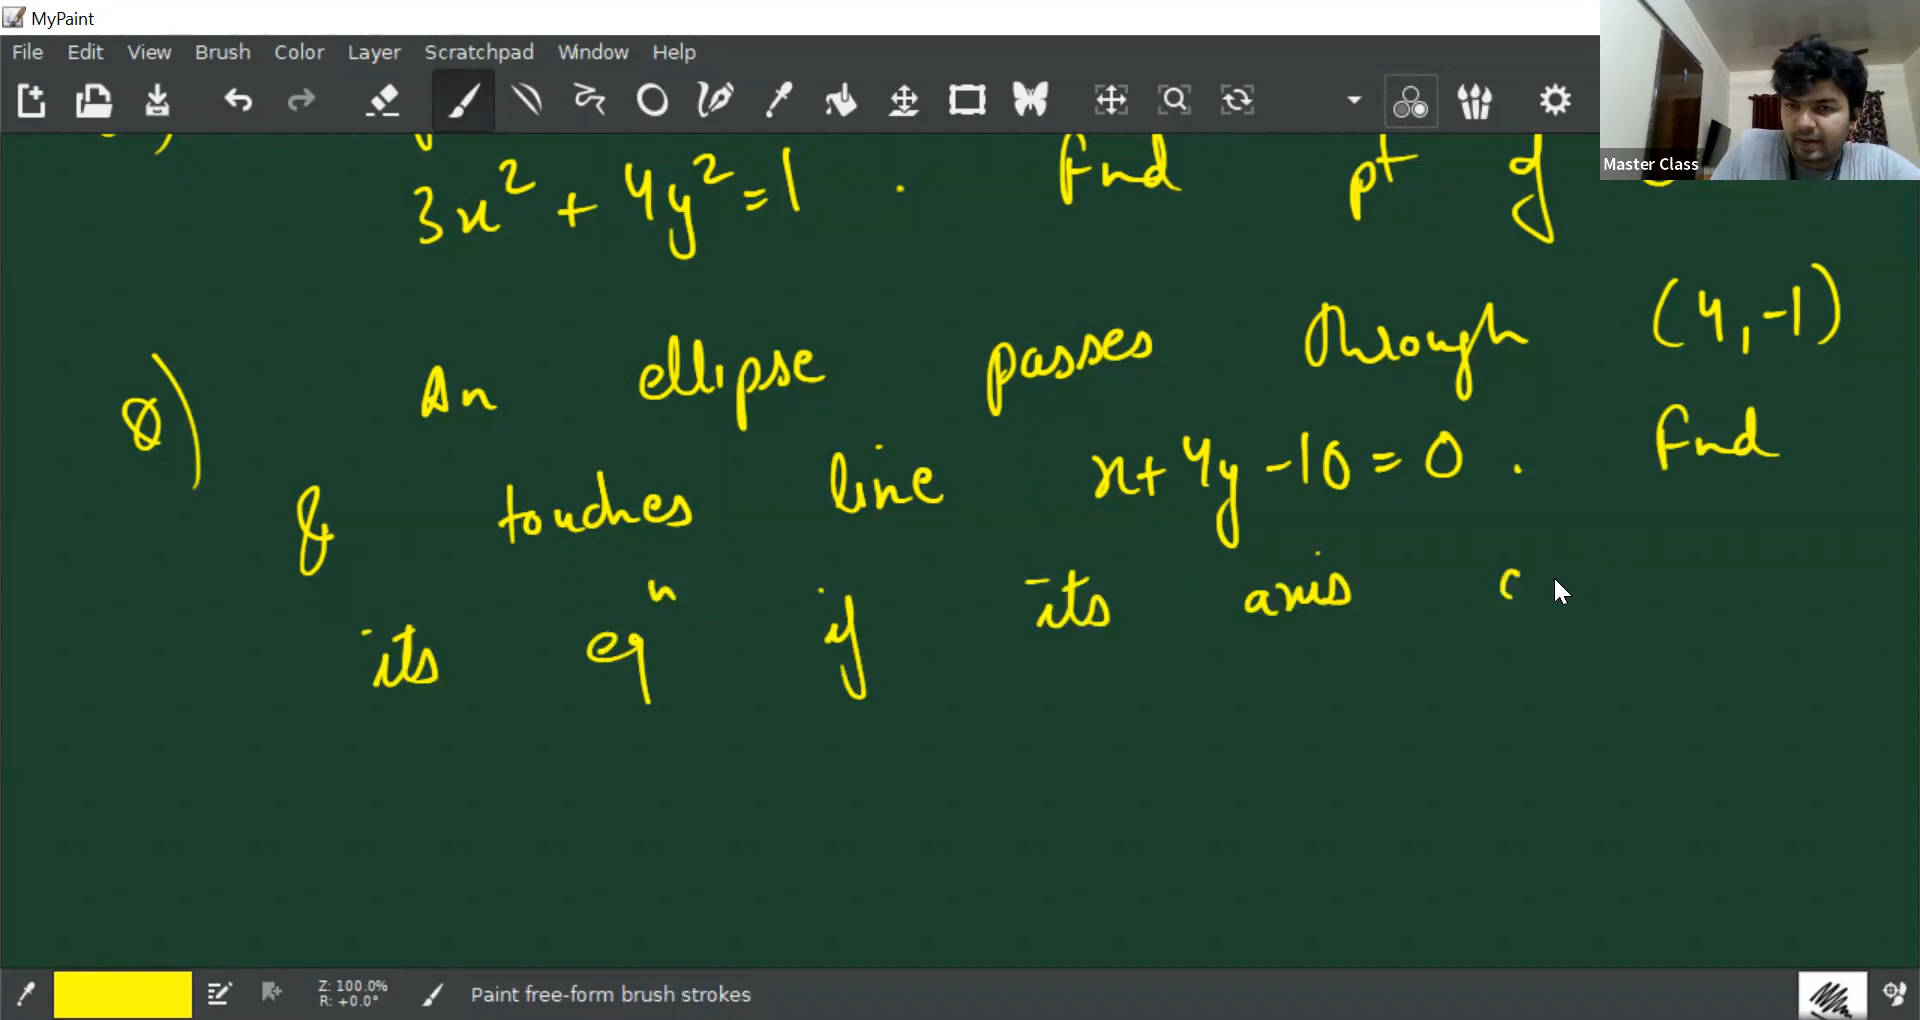 MyPaint
File Edit View Brush Color Layer Scratchpad Window Help
Master Class
3x² + 4y² = 1 . Find pt of
Q) An ellipse passes through (4, -1)
& touches line x + 4y - 10 = 0 . Find
its eqⁿ if its axis c
Z: 100.0%
R: +0.0°
Paint free-form brush strokes